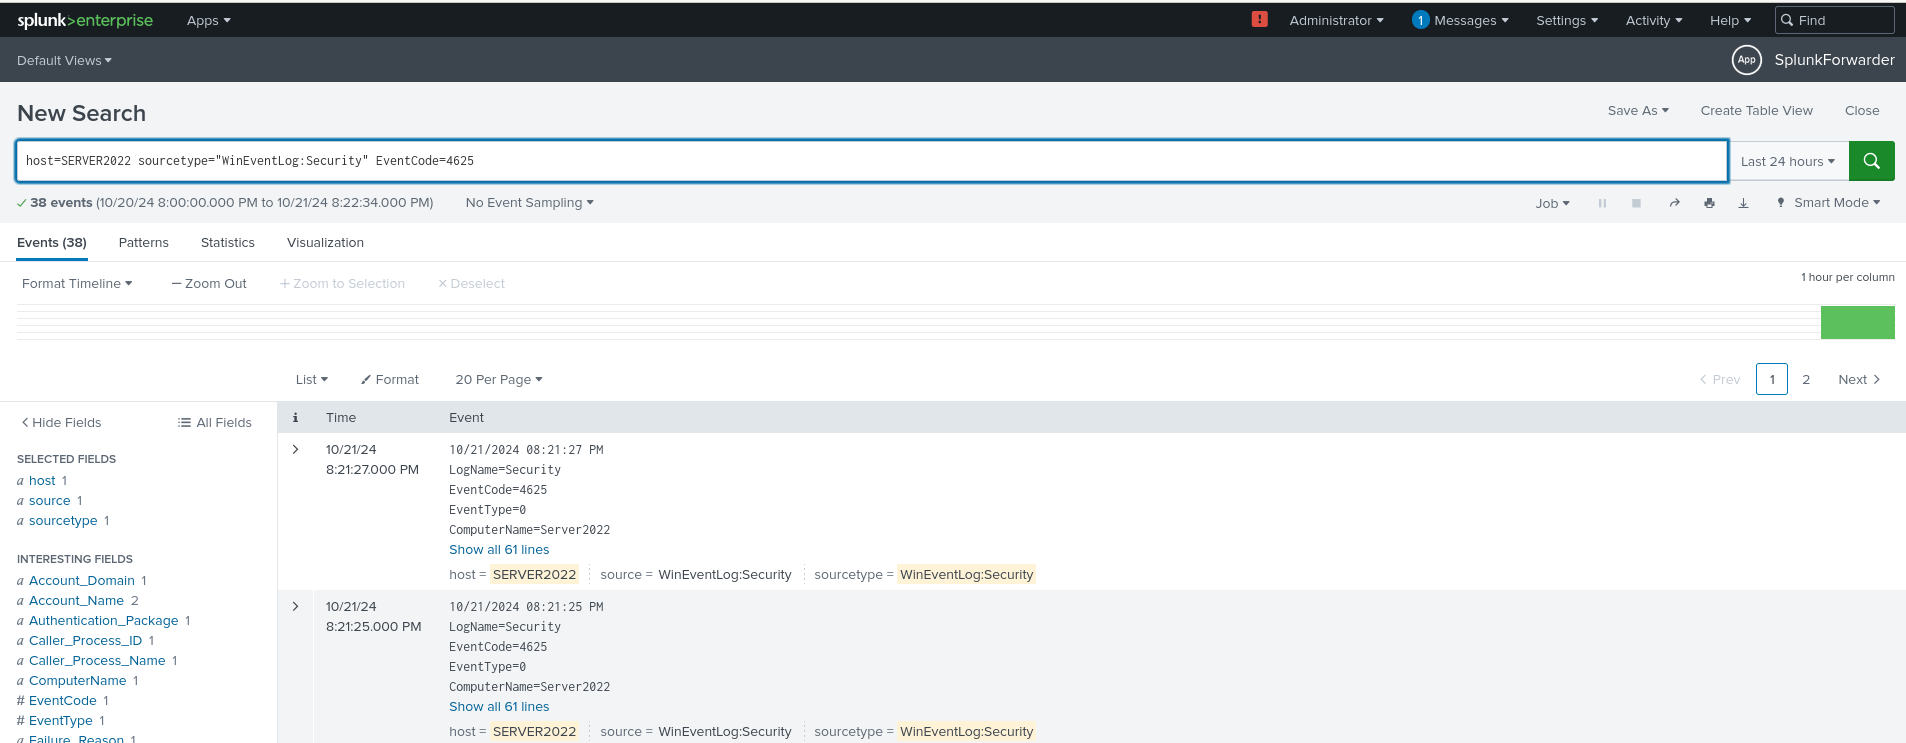 splunk>enterprise Apps Administrator 1 Messages Settings Activity Help Find
Default Views App SplunkForwarder
New Search Save As Create Table View Close
host=SERVER2022 sourcetype="WinEventLog:Security" EventCode=4625 Last 24 hours
38 events (10/20/24 8:00:00.000 PM to 10/21/24 8:22:34.000 PM) No Event Sampling Job Smart Mode
Events (38) Patterns Statistics Visualization
Format Timeline — Zoom Out + Zoom to Selection × Deselect 1 hour per column
List Format 20 Per Page < Prev 1 2 Next >
< Hide Fields All Fields
SELECTED FIELDS
a host 1
a source 1
a sourcetype 1
INTERESTING FIELDS
a Account_Domain 1
a Account_Name 2
a Authentication_Package 1
a Caller_Process_ID 1
a Caller_Process_Name 1
a ComputerName 1
# EventCode 1
# EventType 1
a Failure_Reason 1
i Time Event
> 10/21/24 8:21:27.000 PM
10/21/2024 08:21:27 PM
LogName=Security
EventCode=4625
EventType=0
ComputerName=Server2022
Show all 61 lines
host = SERVER2022 source = WinEventLog:Security sourcetype = WinEventLog:Security
> 10/21/24 8:21:25.000 PM
10/21/2024 08:21:25 PM
LogName=Security
EventCode=4625
EventType=0
ComputerName=Server2022
Show all 61 lines
host = SERVER2022 source = WinEventLog:Security sourcetype = WinEventLog:Security